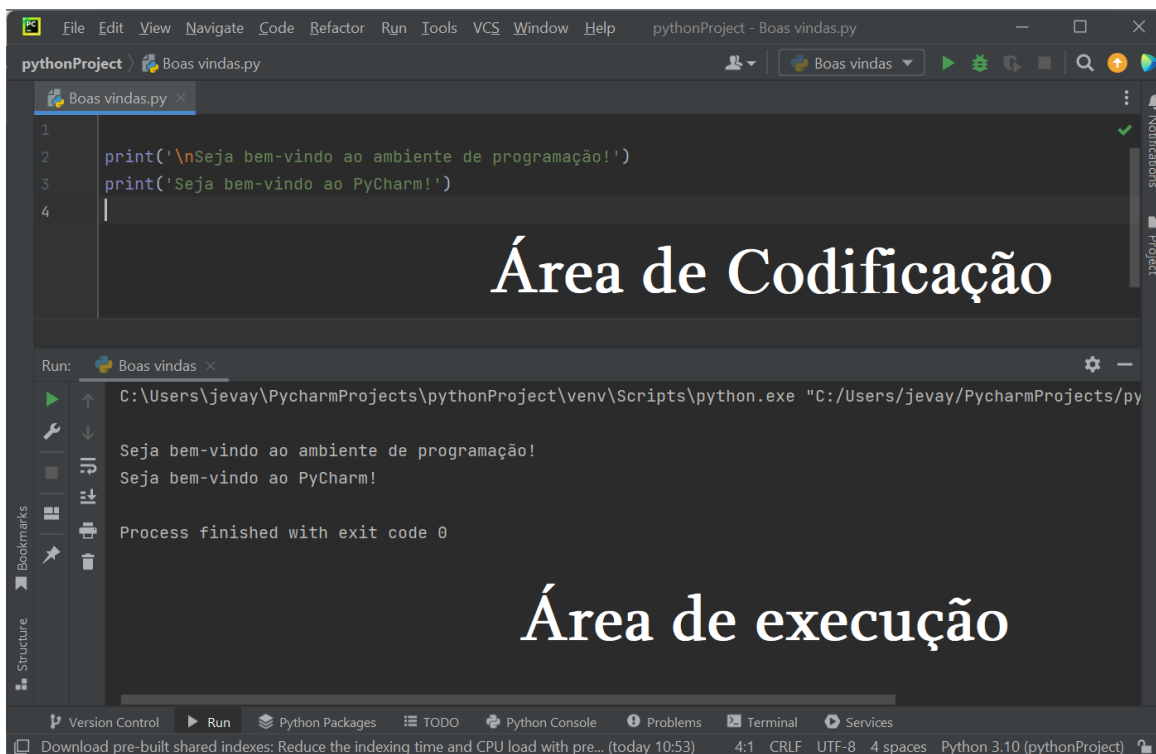 PC
File Edit View Navigate Code Refactor Run Tools VCS Window Help pythonProject - Boas vindas.py
pythonProject Boas vindas.py Boas vindas
Boas vindas.py
1
2 print('\nSeja bem-vindo ao ambiente de programação!')
3 print('Seja bem-vindo ao PyCharm!')
4
Área de Codificação
Notifications
Project
Run: Boas vindas
C:\Users\jevay\PycharmProjects\pythonProject\venv\Scripts\python.exe "C:/Users/jevay/PycharmProjects/py
Seja bem-vindo ao ambiente de programação!
Seja bem-vindo ao PyCharm!
Process finished with exit code 0
Área de execução
Bookmarks
Structure
Version Control Run Python Packages TODO Python Console Problems Terminal Services
Download pre-built shared indexes: Reduce the indexing time and CPU load with pre... (today 10:53) 4:1 CRLF UTF-8 4 spaces Python 3.10 (pythonProject)